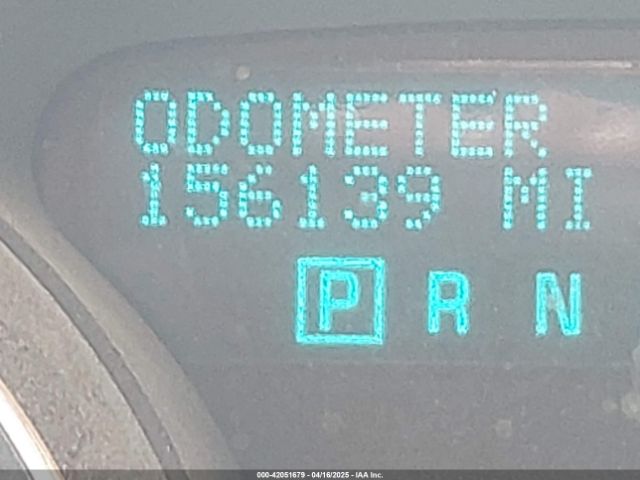 ODOMETER
156139 MI
P R N
000-42051679 - 04/16/2025 - IAA Inc.